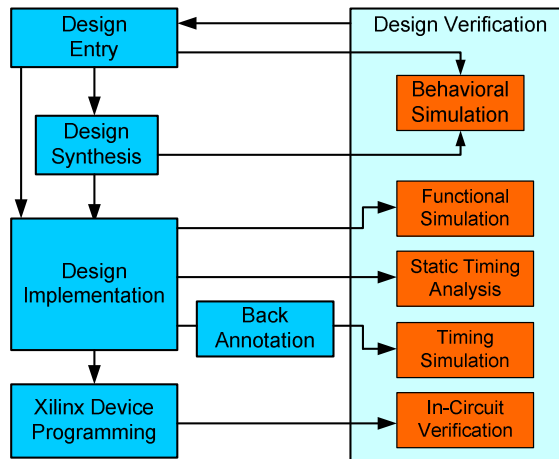 Design
Entry
Design Verification
Behavioral
Simulation
Design
Synthesis
Functional
Simulation
Design
Implementation
Static Timing
Analysis
Back
Annotation
Timing
Simulation
Xilinx Device
Programming
In-Circuit
Verification